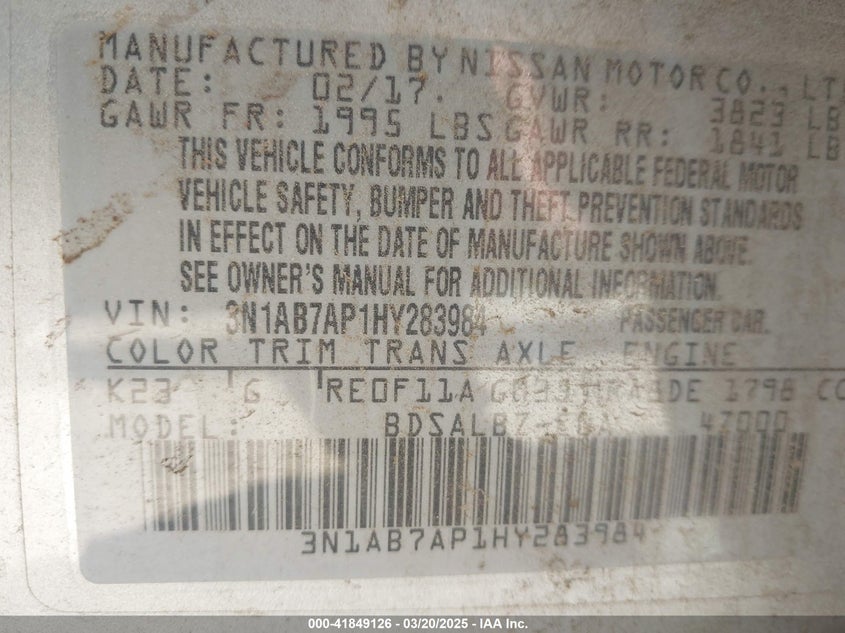 MANUFACTURED BY NISSAN MOTOR CO., LT
DATE: 02/17. GVWR: 3823 LB
GAWR FR: 1995 LBS GAWR RR: 1841 LB
THIS VEHICLE CONFORMS TO ALL APPLICABLE FEDERAL MOTOR
VEHICLE SAFETY, BUMPER AND THEFT PREVENTION STANDARDS
IN EFFECT ON THE DATE OF MANUFACTURE SHOWN ABOVE.
SEE OWNER'S MANUAL FOR ADDITIONAL INFORMATION.
VIN: 3N1AB7AP1HY283984 PASSENGER CAR.
COLOR TRIM TRANS AXLE ENGINE
K23 G RE0F11A 1798 CC
MODEL: 47000
3N1AB7AP1HY283984
000-41849126 / 03/20/2025 — © IAA Inc.